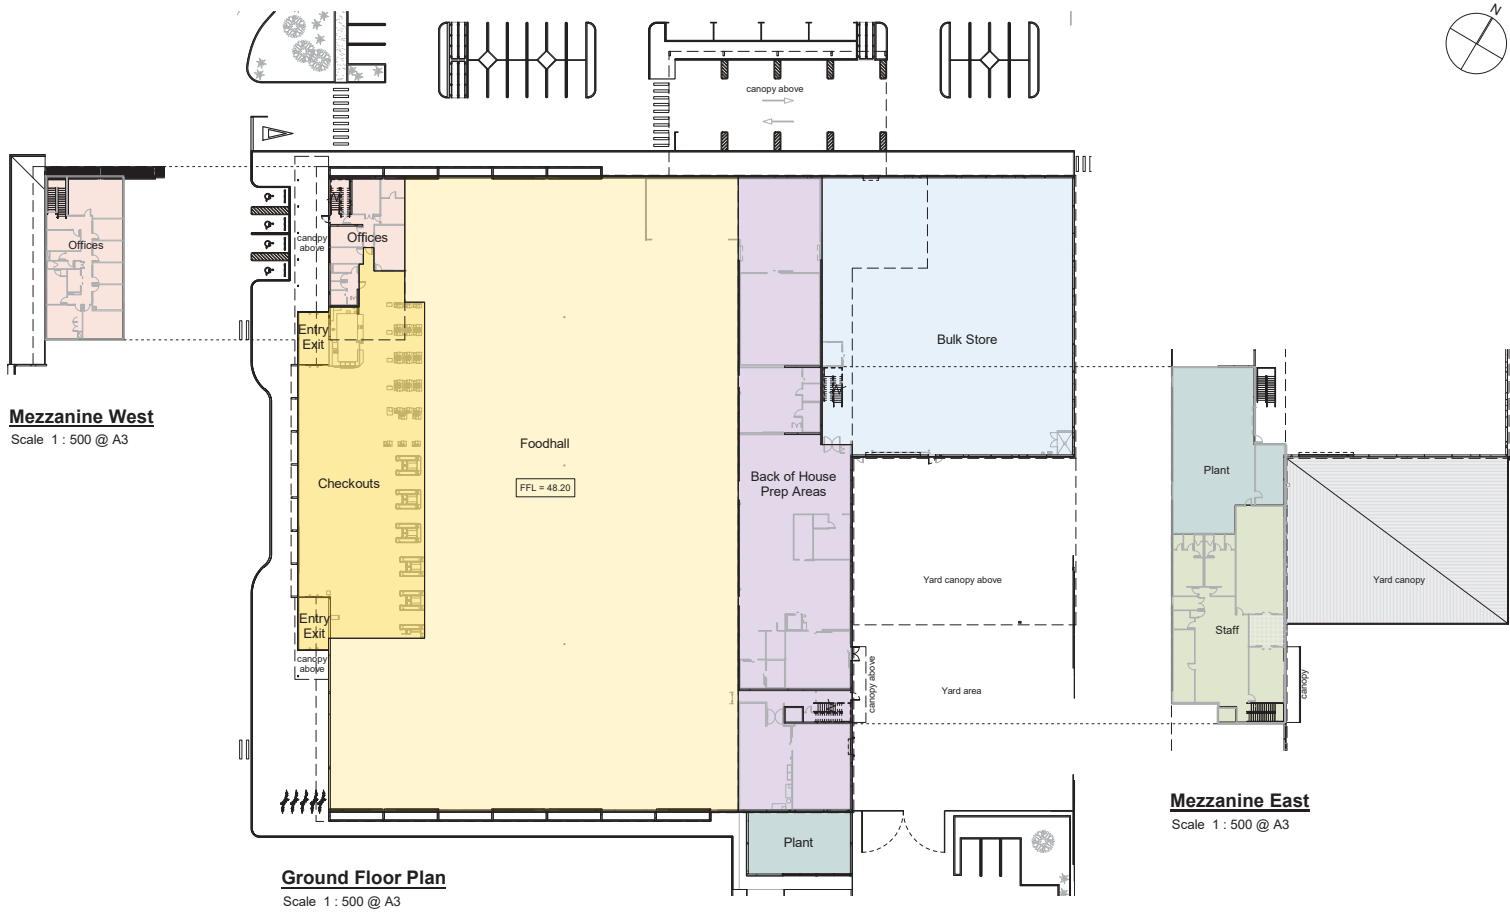 N
canopy above
Offices
canopy
above
Offices
Entry
Exit
Bulk Store
Mezzanine West
Scale 1 : 500 @ A3
Foodhall
Checkouts
FFL = 48.20
Back of House
Prep Areas
Plant
Yard canopy above
Yard canopy
Entry
Exit
Staff
canopy
above
canopy above
Yard area
canopy
Mezzanine East
Scale 1 : 500 @ A3
Plant
Ground Floor Plan
Scale 1 : 500 @ A3